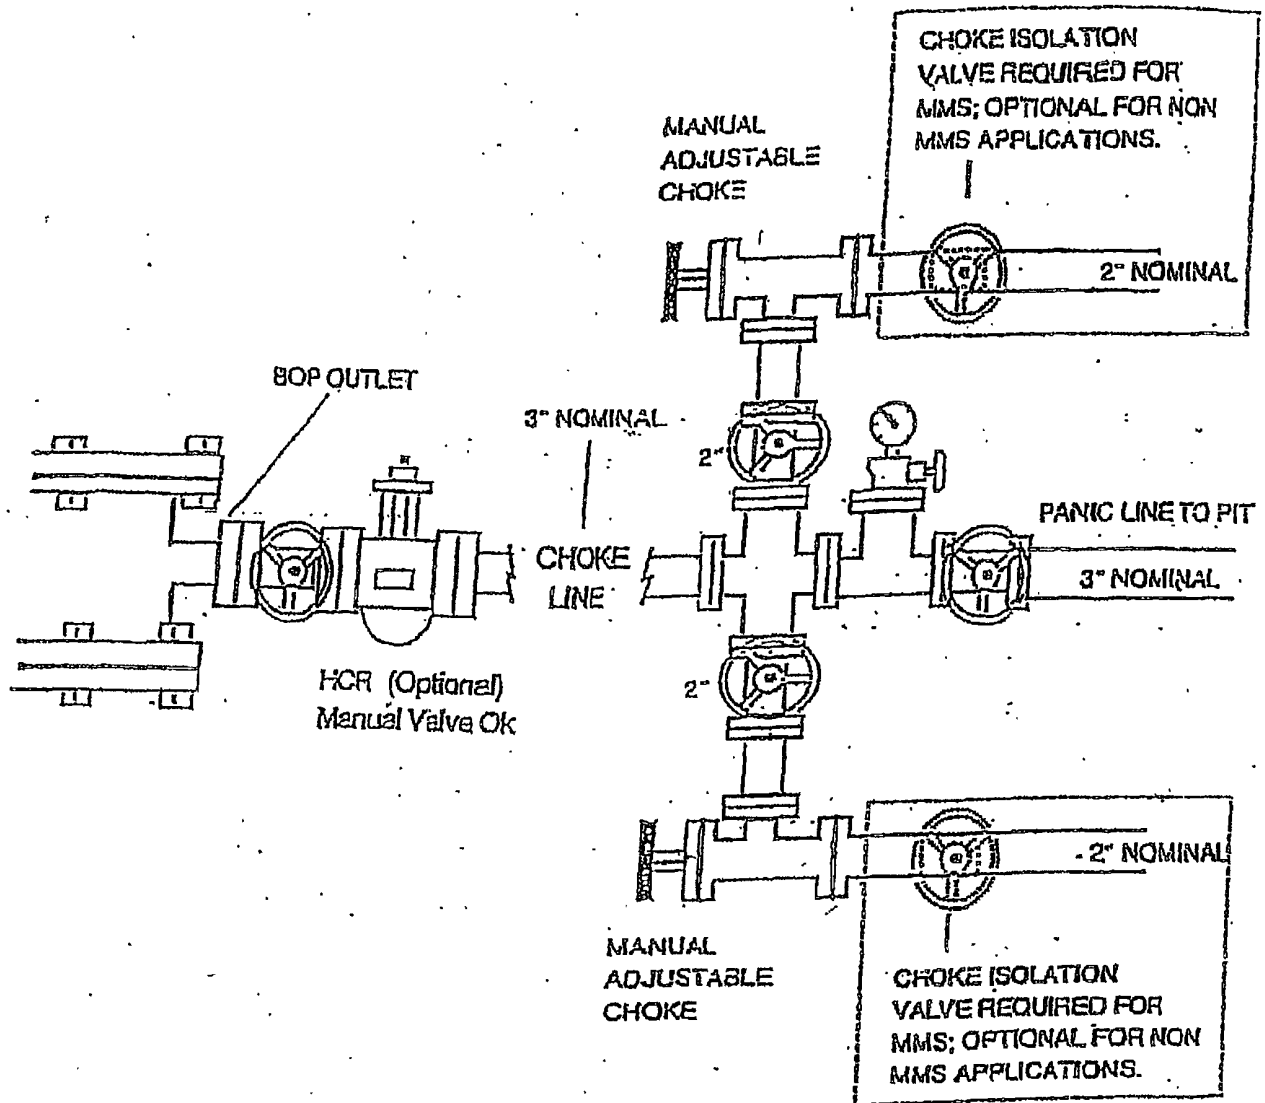 CHOKE ISOLATION
VALVE REQUIRED FOR
MMS; OPTIONAL FOR NON
MMS APPLICATIONS.
MANUAL
ADJUSTABLE
CHOKE
2" NOMINAL
BOP OUTLET
3" NOMINAL
2"
PANIC LINE TO PIT
CHOKE
LINE
3" NOMINAL
HCR (Optional)
Manual Valve Ok
2"
2" NOMINAL
MANUAL
ADJUSTABLE
CHOKE
CHOKE ISOLATION
VALVE REQUIRED FOR
MMS; OPTIONAL FOR NON
MMS APPLICATIONS.